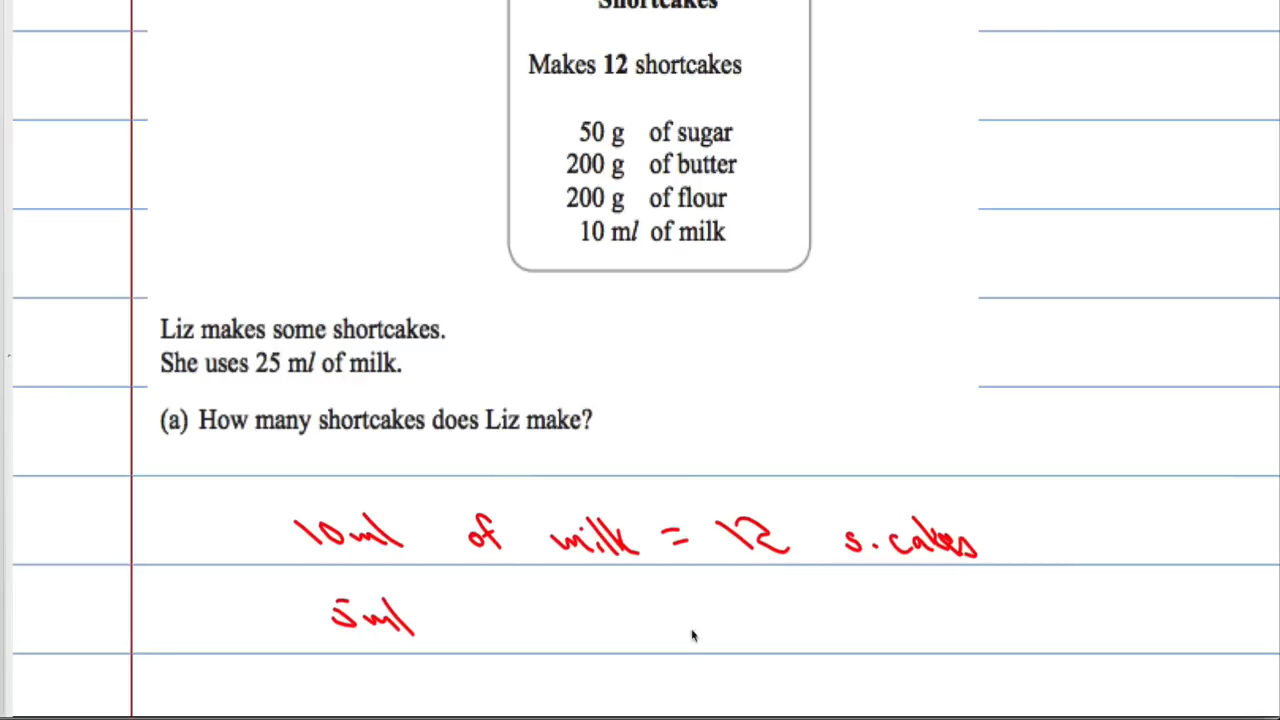 Shortcakes
Makes 12 shortcakes
50 g of sugar
200 g of butter
200 g of flour
10 ml of milk
Liz makes some shortcakes.
She uses 25 ml of milk.
(a) How many shortcakes does Liz make?
10ml of milk = 12 s.cakes
5ml